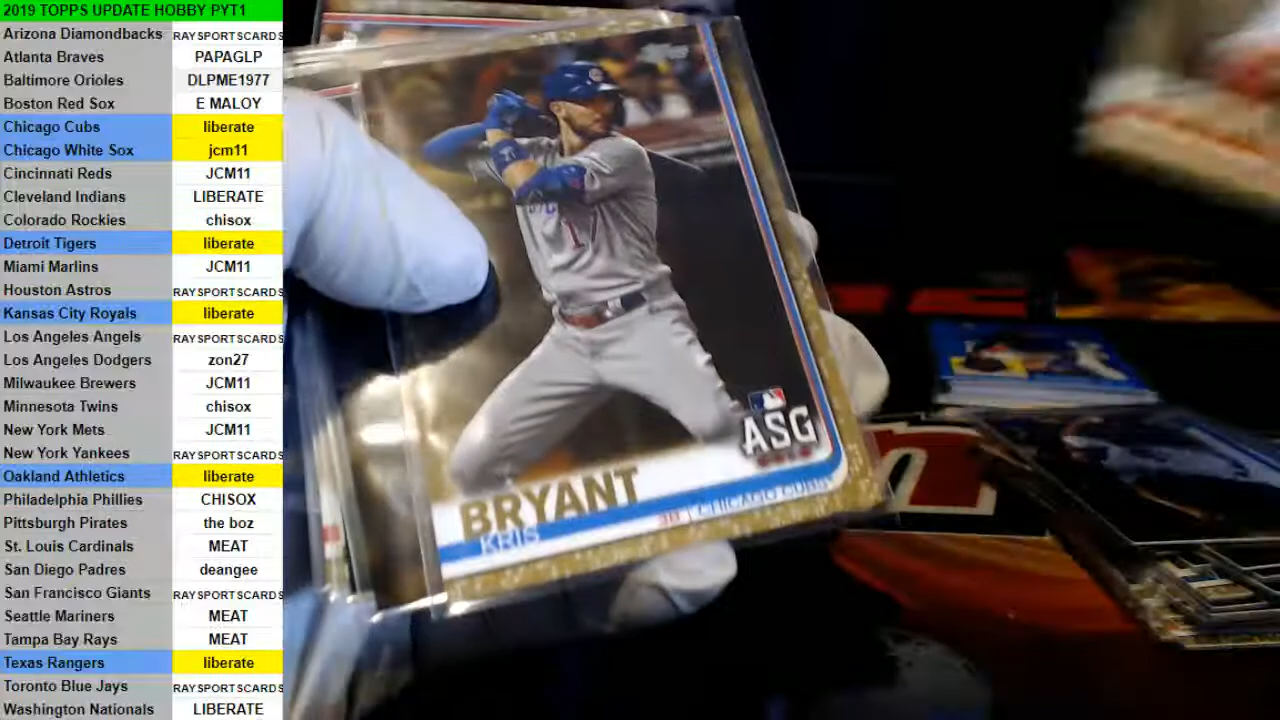 2019 TOPPS UPDATE HOBBY PYT1
Arizona Diamondbacks RAYSPORTSCARDS
Atlanta Braves PAPAGLP
Baltimore Orioles DLPME1977
Boston Red Sox E MALOY
Chicago Cubs liberate
Chicago White Sox jcm11
Cincinnati Reds JCM11
Cleveland Indians LIBERATE
Colorado Rockies chisox
Detroit Tigers liberate
Miami Marlins JCM11
Houston Astros RAYSPORTSCARDS
Kansas City Royals liberate
Los Angeles Angels RAYSPORTSCARDS
Los Angeles Dodgers zon27
Milwaukee Brewers JCM11
Minnesota Twins chisox
New York Mets JCM11
New York Yankees RAYSPORTSCARDS
Oakland Athletics liberate
Philadelphia Phillies CHISOX
Pittsburgh Pirates the boz
St. Louis Cardinals MEAT
San Diego Padres deangee
San Francisco Giants RAYSPORTSCARDS
Seattle Mariners MEAT
Tampa Bay Rays MEAT
Texas Rangers liberate
Toronto Blue Jays RAYSPORTSCARDS
Washington Nationals LIBERATE
Topps
17
ASG
BRYANT
KRIS
3B | CHICAGO CUBS